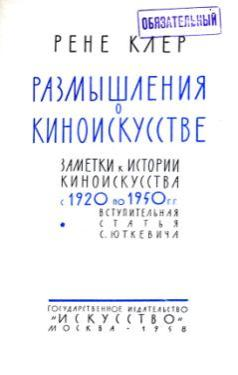 ОБЯЗАТЕЛЬНЫЙ
РЕНЕ КЛЕР
РАЗМЫШЛЕНИЯ
О
КИНОИСКУССТВЕ
ЗАМЕТКИ К ИСТОРИИ
КИНОИСКУССТВА
С 1920 ПО 1950 Г.Г.
ВСТУПИТЕЛЬНАЯ
СТАТЬЯ
С. ЮТКЕВИЧА
ГОСУДАРСТВЕННОЕ ИЗДАТЕЛЬСТВО
"ИСКУССТВО"
МОСКВА - 1958